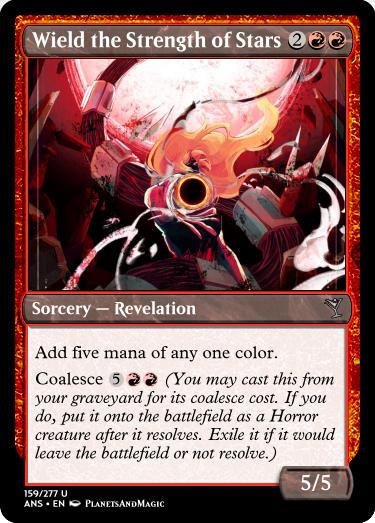 Wield the Strength of Stars 2
Sorcery — Revelation
Add five mana of any one color.
Coalesce 5 (You may cast this from
your graveyard for its coalesce cost. If you
do, put it onto the battlefield as a Horror
creature after it resolves. Exile it if it would
leave the battlefield or not resolve.)
5/5
159/277 U
ANS • EN PLANETSANDMAGIC